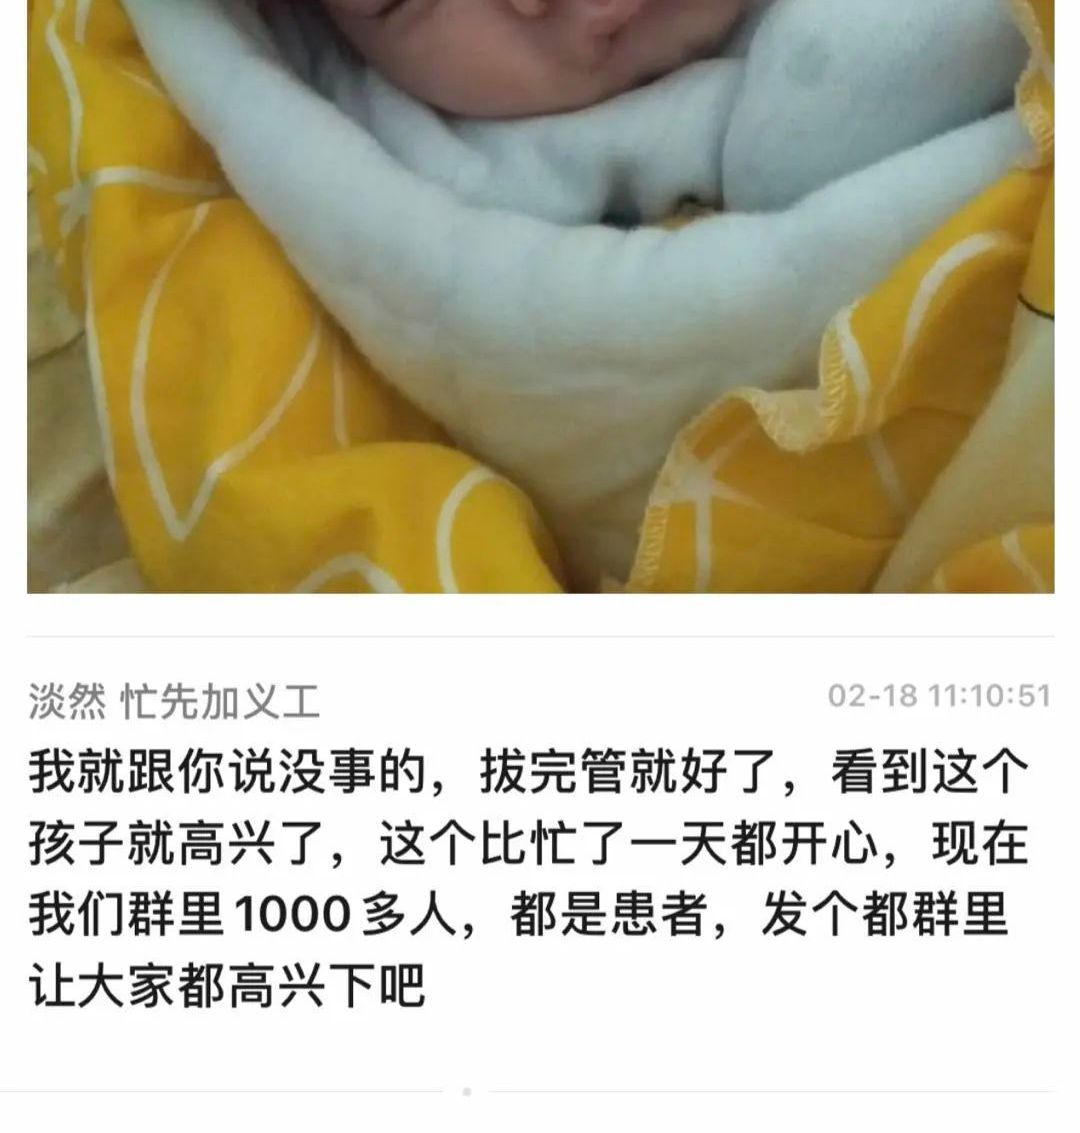 淡然 忙先加义工
02-18 11:10:51
我就跟你说没事的，拔完管就好了，看到这个
孩子就高兴了，这个比忙了一天都开心，现在
我们群里1000多人，都是患者，发个都群里
让大家都高兴下吧